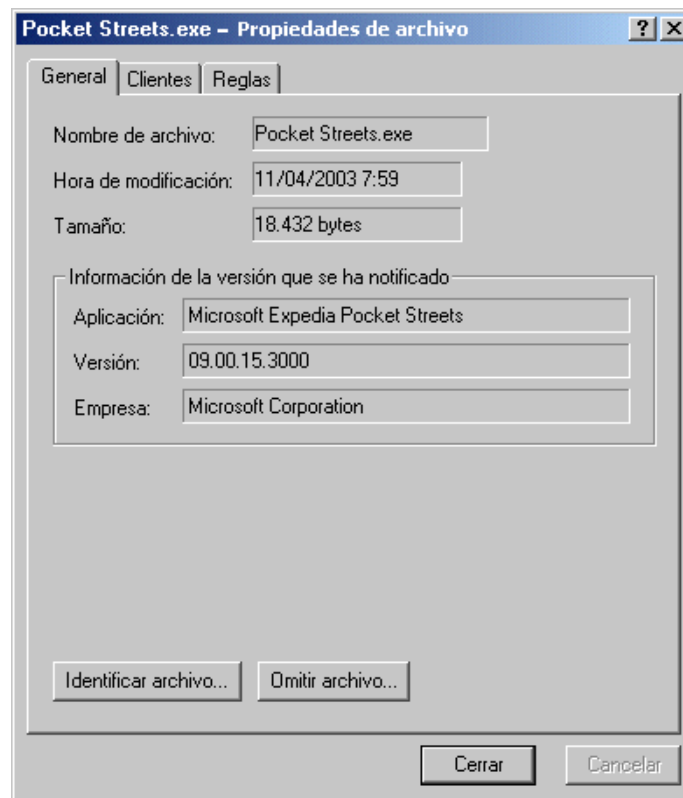 Pocket Streets.exe – Propiedades de archivo
General Clientes Reglas
Nombre de archivo: Pocket Streets.exe
Hora de modificación: 11/04/2003 7:59
Tamaño: 18.432 bytes
Información de la versión que se ha notificado
Aplicación: Microsoft Expedia Pocket Streets
Versión: 09.00.15.3000
Empresa: Microsoft Corporation
Identificar archivo... Omitir archivo...
Cerrar Cancelar